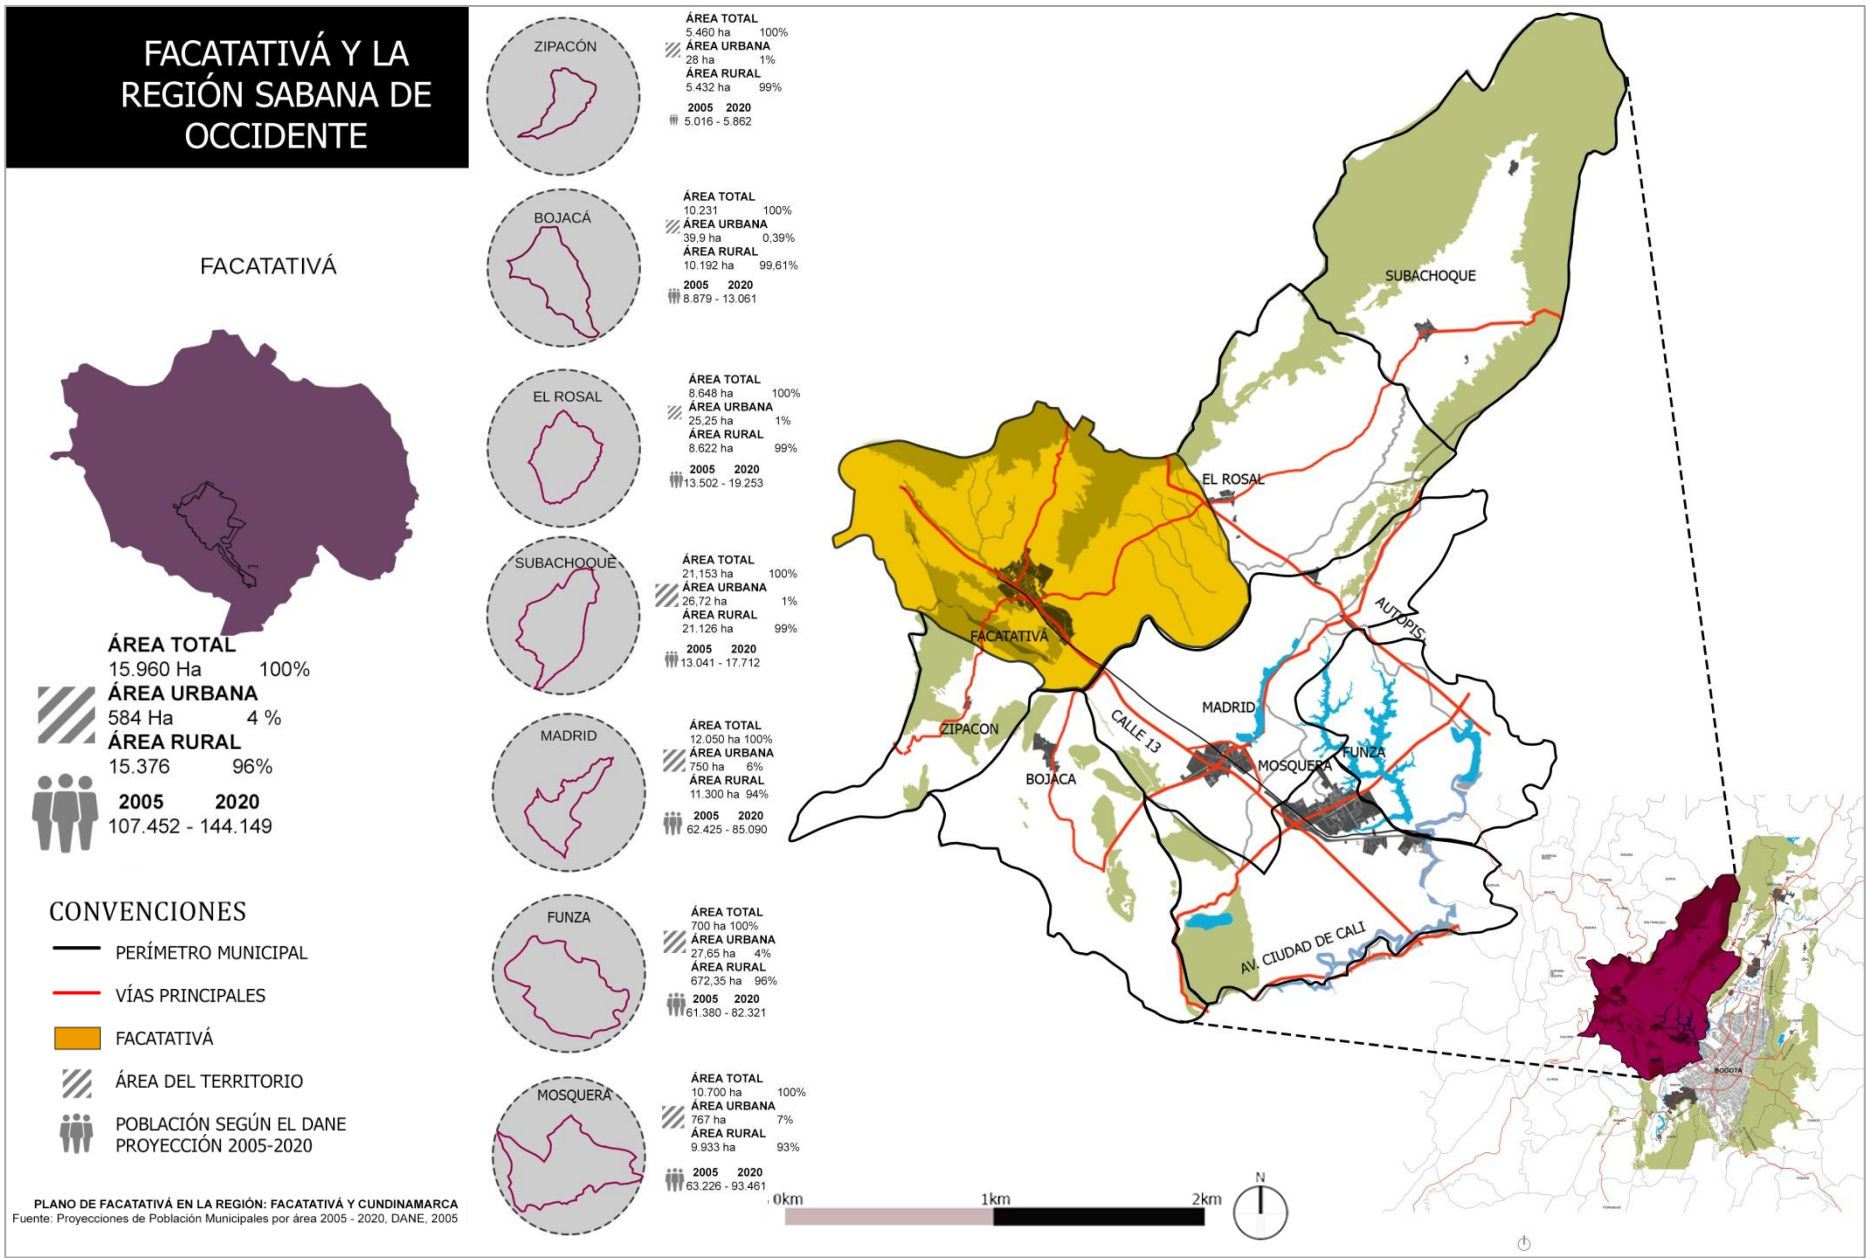 FACATATIVÁ Y LA
REGIÓN SABANA DE
OCCIDENTE
FACATATIVÁ
ÁREA TOTAL
15.960 Ha 100%
ÁREA URBANA
584 Ha 4 %
ÁREA RURAL
15.376 96%
2005 2020
107.452 - 144.149
CONVENCIONES
PERÍMETRO MUNICIPAL
VÍAS PRINCIPALES
FACATATIVÁ
ÁREA DEL TERRITORIO
POBLACIÓN SEGÚN EL DANE
PROYECCIÓN 2005-2020
PLANO DE FACATATIVÁ EN LA REGIÓN: FACATATIVÁ Y CUNDINAMARCA
Fuente: Proyecciones de Población Municipales por área 2005 - 2020, DANE, 2005
ZIPACÓN
ÁREA TOTAL
5.460 ha 100%
ÁREA URBANA
28 ha 1%
ÁREA RURAL
5.432 ha 99%
2005 2020
5.016 - 5.862
BOJACÁ
ÁREA TOTAL
10.231 100%
ÁREA URBANA
39,9 ha 0,39%
ÁREA RURAL
10.192 ha 99,61%
2005 2020
8.879 - 13.061
EL ROSAL
ÁREA TOTAL
8.648 ha 100%
ÁREA URBANA
25,25 ha 1%
ÁREA RURAL
8.622 ha 99%
2005 2020
13.502 - 19.253
SUBACHOQUE
ÁREA TOTAL
21,153 ha 100%
ÁREA URBANA
26,72 ha 1%
ÁREA RURAL
21.126 ha 99%
2005 2020
13.041 - 17.712
MADRID
ÁREA TOTAL
12.050 ha 100%
ÁREA URBANA
750 ha 6%
ÁREA RURAL
11.300 ha 94%
2005 2020
62.425 - 85.090
FUNZA
ÁREA TOTAL
700 ha 100%
ÁREA URBANA
27,65 ha 4%
ÁREA RURAL
672,35 ha 96%
2005 2020
61.380 - 82.321
MOSQUERA
ÁREA TOTAL
10.700 ha 100%
ÁREA URBANA
767 ha 7%
ÁREA RURAL
9.933 ha 93%
2005 2020
63.226 - 93.461
SUBACHOQUE
EL ROSAL
FACATATIVÁ
AUTOPIS
MADRID
CALLE 13
ZIPACON
BOJACA
MOSQUERA
FUNZA
AV. CIUDAD DE CALI
BOGOTA
0km 1km 2km
N